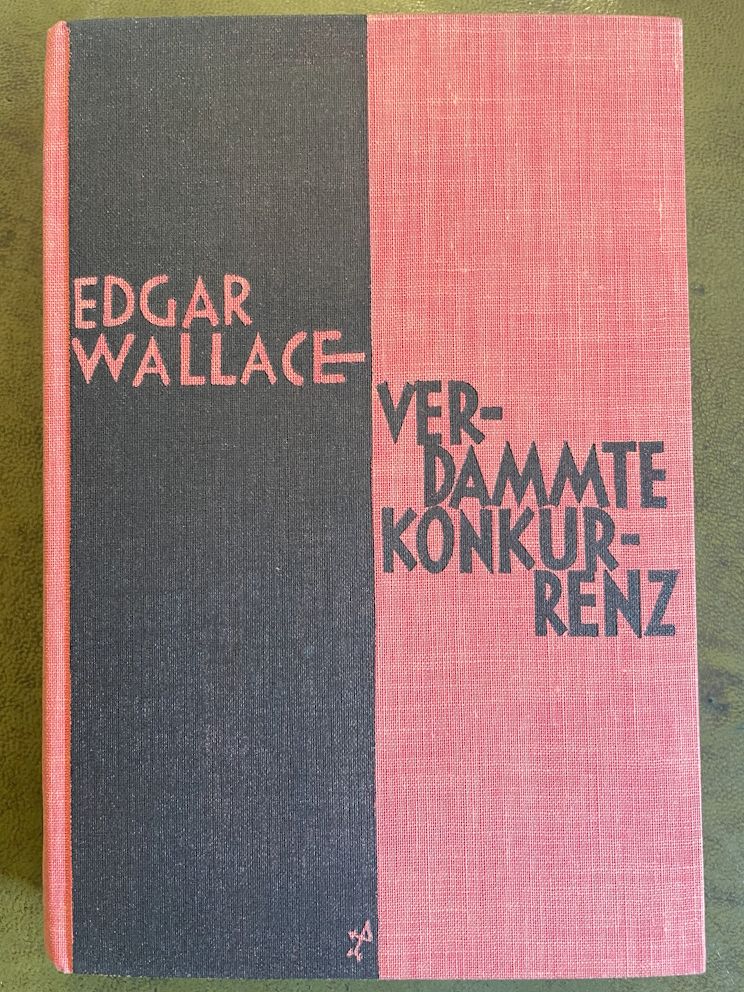 EDGAR
WALLACE
VER-
DAMMTE
KONKUR-
RENZ